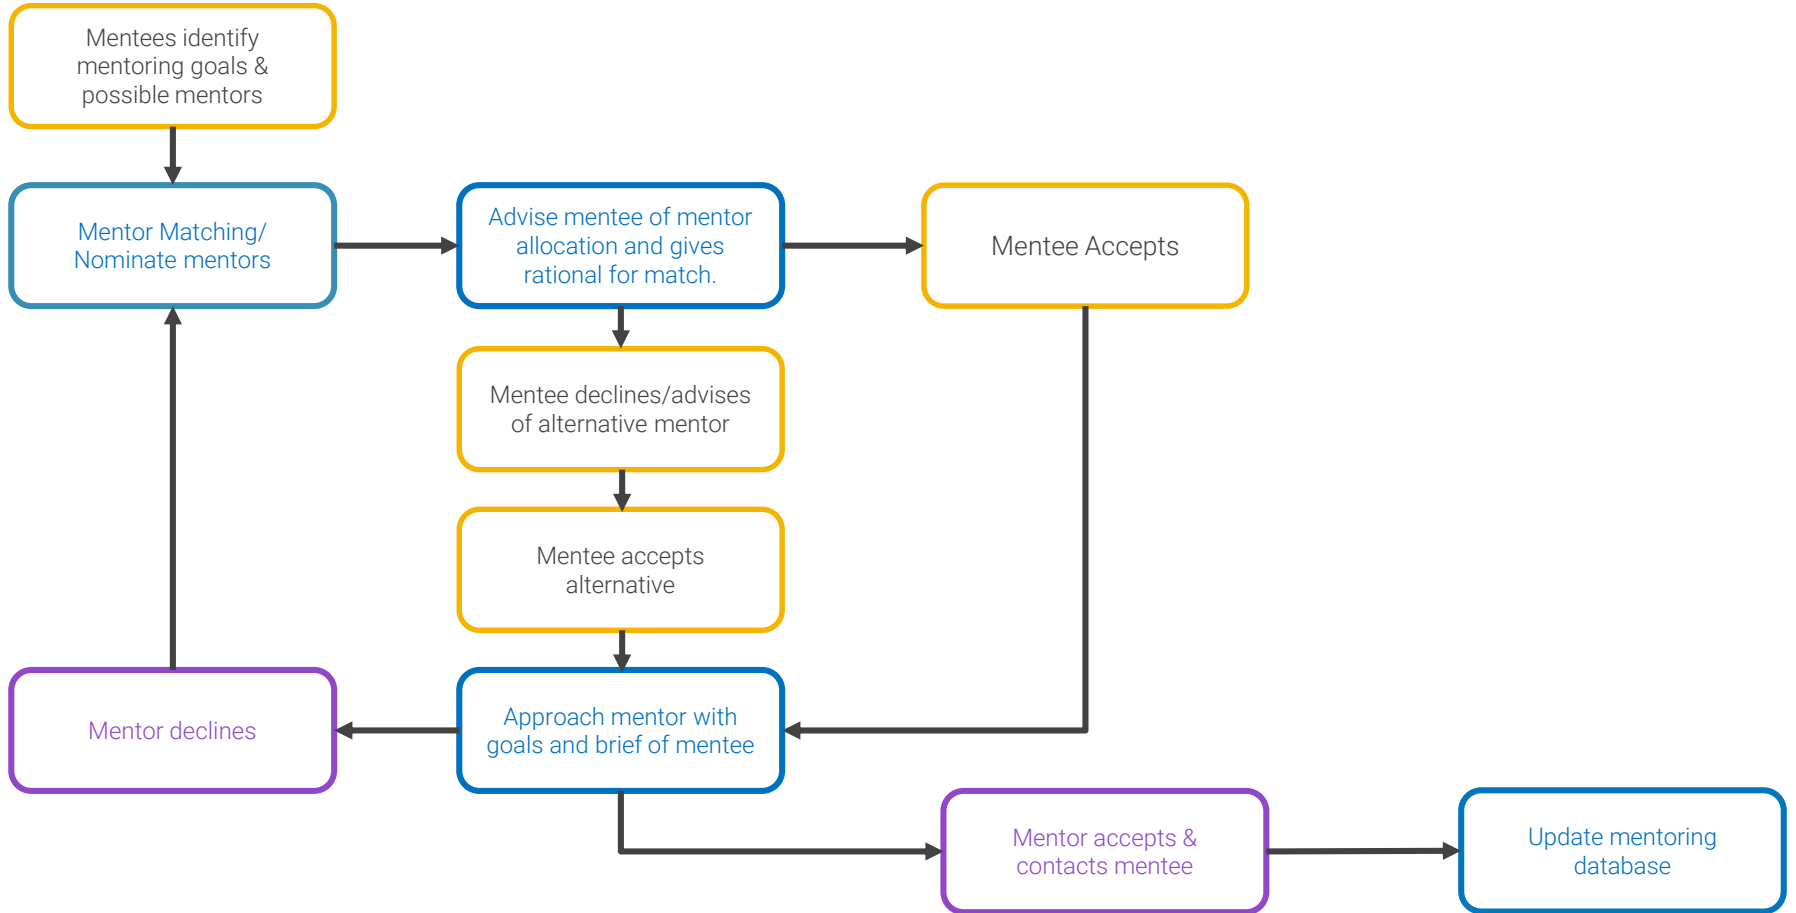 Mentees identify
mentoring goals &
possible mentors
Mentor Matching/
Nominate mentors
Advise mentee of mentor
allocation and gives
rational for match.
Mentee Accepts
Mentee declines/advises
of alternative mentor
Mentee accepts
alternative
Mentor declines
Approach mentor with
goals and brief of mentee
Mentor accepts &
contacts mentee
Update mentoring
database